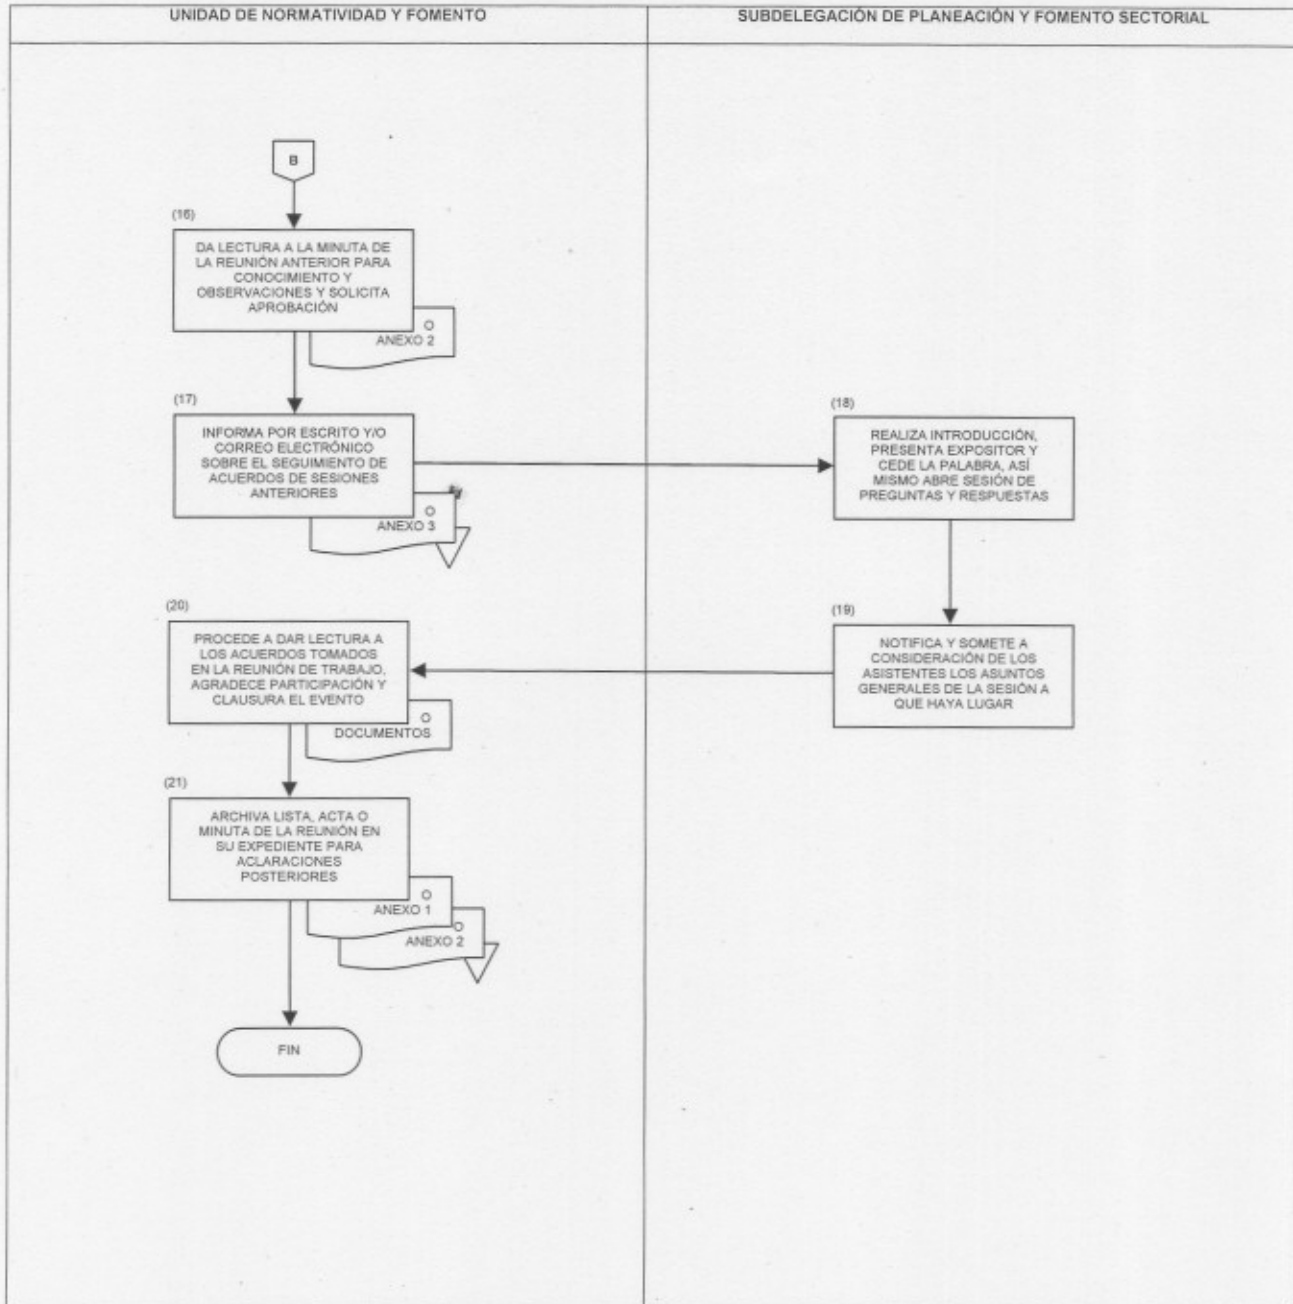 UNIDAD DE NORMATIVIDAD Y FOMENTO
SUBDELEGACIÓN DE PLANEACIÓN Y FOMENTO SECTORIAL
B
(16)
DA LECTURA A LA MINUTA DE
LA REUNIÓN ANTERIOR PARA
CONOCIMIENTO Y
OBSERVACIONES Y SOLICITA
APROBACIÓN
O
ANEXO 2
(17)
INFORMA POR ESCRITO Y/O
CORREO ELECTRÓNICO
SOBRE EL SEGUIMIENTO DE
ACUERDOS DE SESIONES
ANTERIORES
O
ANEXO 3
(18)
REALIZA INTRODUCCIÓN,
PRESENTA EXPOSITOR Y
CEDE LA PALABRA, ASÍ
MISMO ABRE SESIÓN DE
PREGUNTAS Y RESPUESTAS
(19)
NOTIFICA Y SOMETE A
CONSIDERACIÓN DE LOS
ASISTENTES LOS ASUNTOS
GENERALES DE LA SESIÓN A
QUE HAYA LUGAR
(20)
PROCEDE A DAR LECTURA A
LOS ACUERDOS TOMADOS
EN LA REUNIÓN DE TRABAJO,
AGRADECE PARTICIPACIÓN Y
CLAUSURA EL EVENTO
O
DOCUMENTOS
(21)
ARCHIVA LISTA, ACTA O
MINUTA DE LA REUNIÓN EN
SU EXPEDIENTE PARA
ACLARACIONES
POSTERIORES
O
ANEXO 1
O
ANEXO 2
FIN